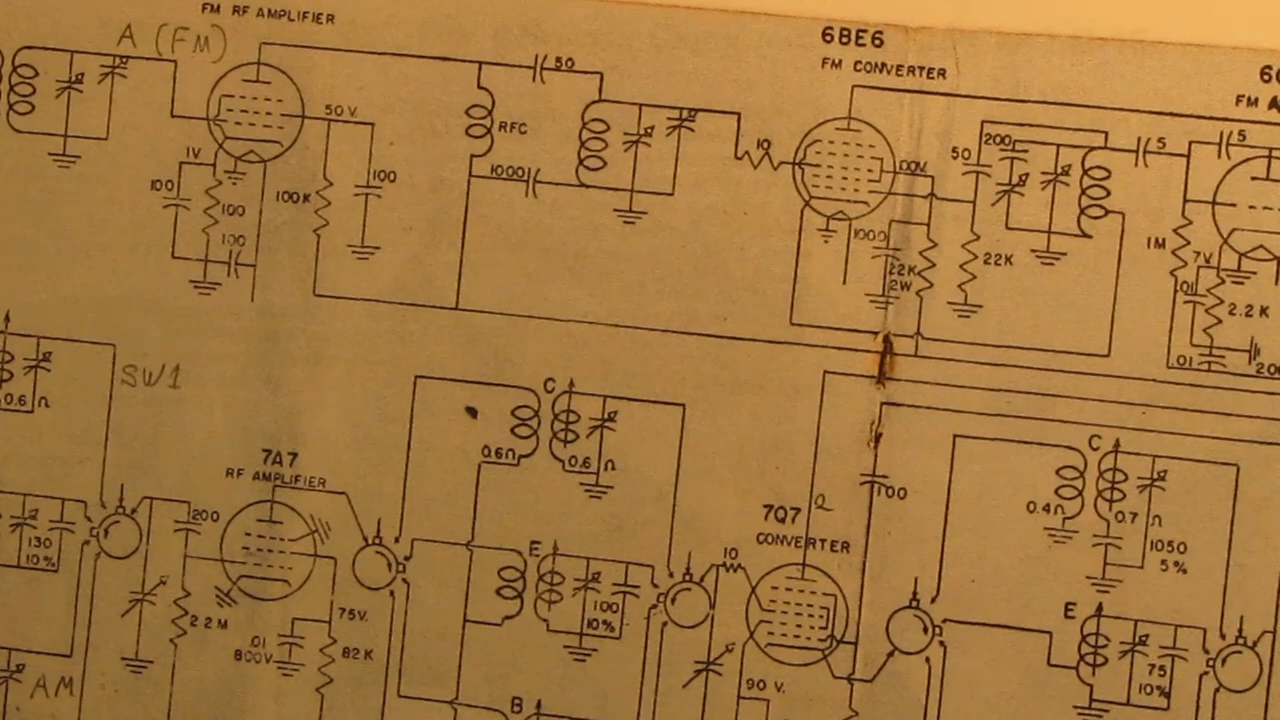 FM RF AMPLIFIER
A (FM)
6BE6
FM CONVERTER
50
50 V.
RFC
10
100V.
50
200
5
5
1V
100
100
100
100K
100
1000
1000
22K
2W
22K
1M
7V
.01
2.2 K
.01
SW1
0.6 Ω
C
0.6Ω
0.6 Ω
7A7
RF AMPLIFIER
200
130
10%
2.2 M
75V.
.01
800V
82K
E
100
10%
10
7Q7
CONVERTER
100
90 V.
C
0.4Ω
0.7 Ω
1050
5 %
E
75
10%
AM
B